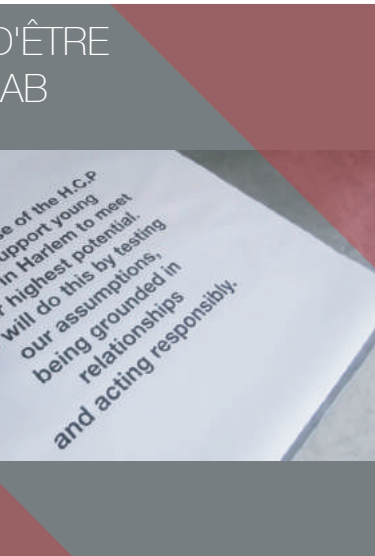 D'ÊTRE
AB
se of the H.C.P
upport young
in Harlem to meet
r highest potential.
will do this by testing
our assumptions,
being grounded in
relationships
and acting responsibly.